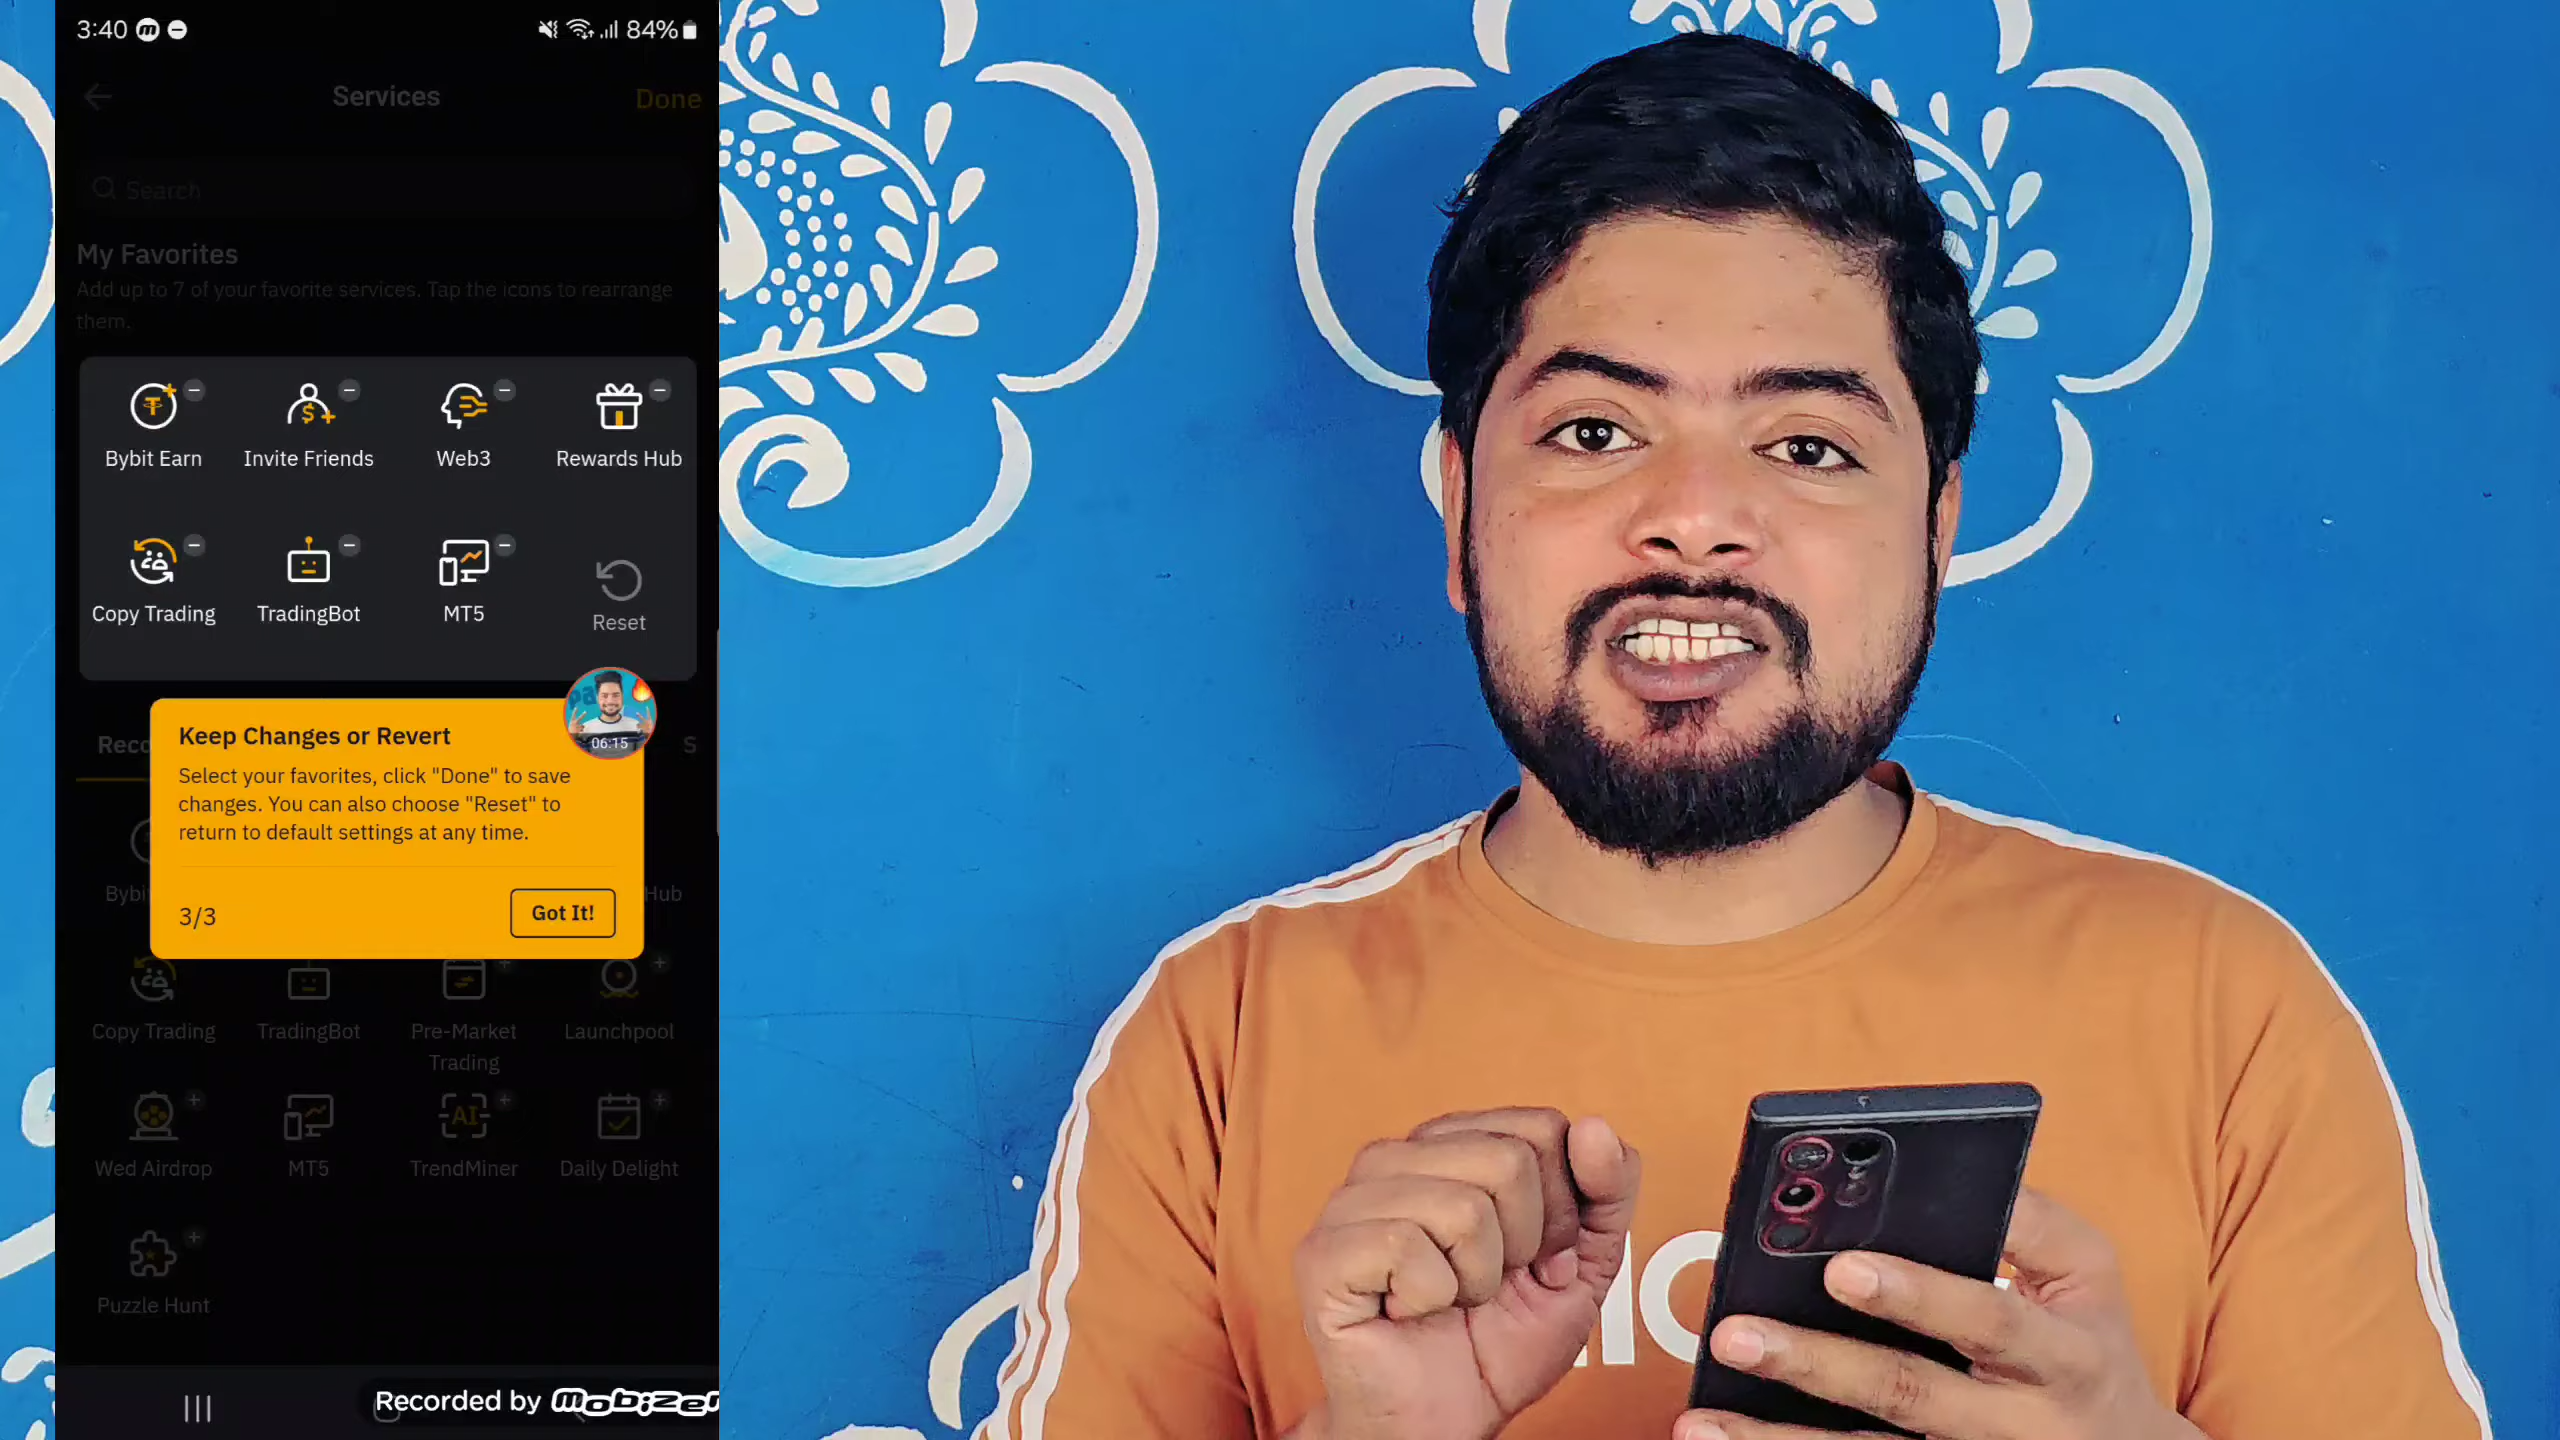 3:40
84%
Services
Done
Search
My Favorites
Add up to 7 of your favorite services. Tap the icons to rearrange
them.
Bybit Earn
Invite Friends
Web3
Rewards Hub
Copy Trading
TradingBot
MT5
Reset
06:15
Keep Changes or Revert
Select your favorites, click "Done" to save
changes. You can also choose "Reset" to
return to default settings at any time.
3/3
Got It!
Hub
Copy Trading
TradingBot
Pre-Market
Trading
Launchpool
Wed Airdrop
MT5
AI
TrendMiner
Daily Delight
Puzzle Hunt
Recorded by